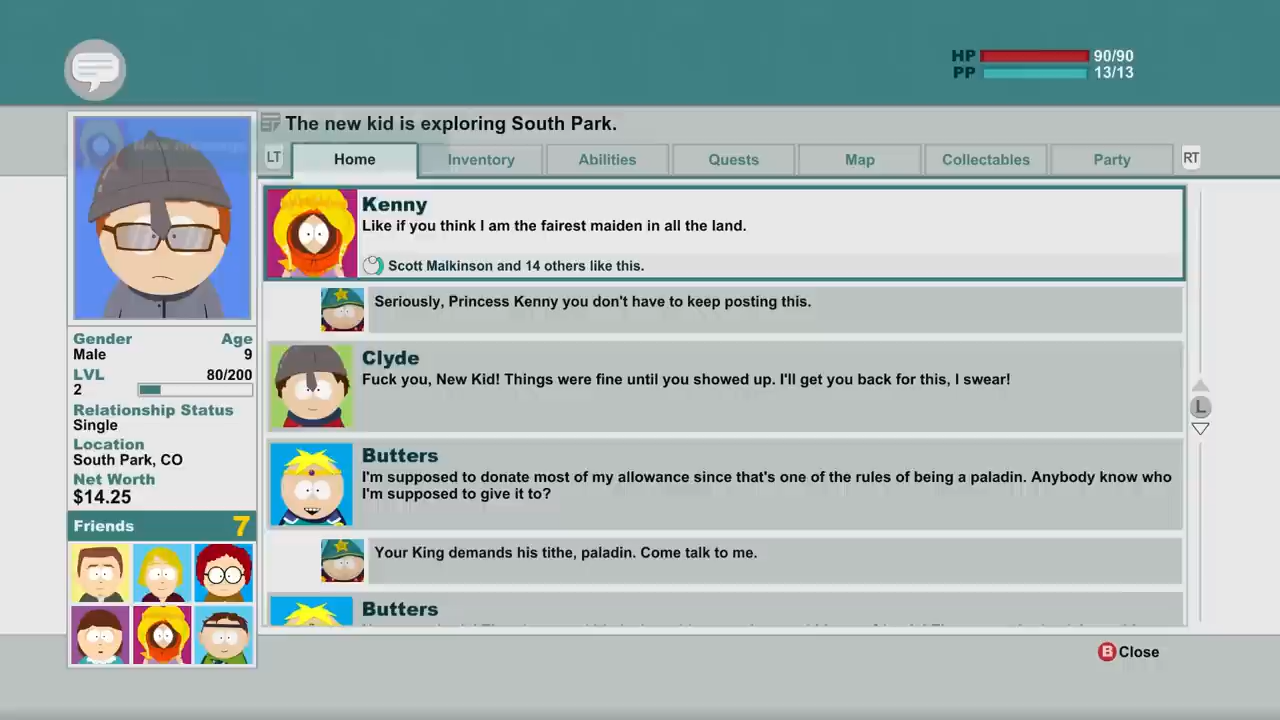 HP 90/90
PP 13/13
The new kid is exploring South Park.
LT Home Inventory Abilities Quests Map Collectables Party RT
Gender Age
Male 9
LVL 80/200
2
Relationship Status
Single
Location
South Park, CO
Net Worth
$14.25
Friends 7
Kenny
Like if you think I am the fairest maiden in all the land.
Scott Malkinson and 14 others like this.
Seriously, Princess Kenny you don't have to keep posting this.
Clyde
Fuck you, New Kid! Things were fine until you showed up. I'll get you back for this, I swear!
Butters
I'm supposed to donate most of my allowance since that's one of the rules of being a paladin. Anybody know who
I'm supposed to give it to?
Your King demands his tithe, paladin. Come talk to me.
Butters
L
B Close